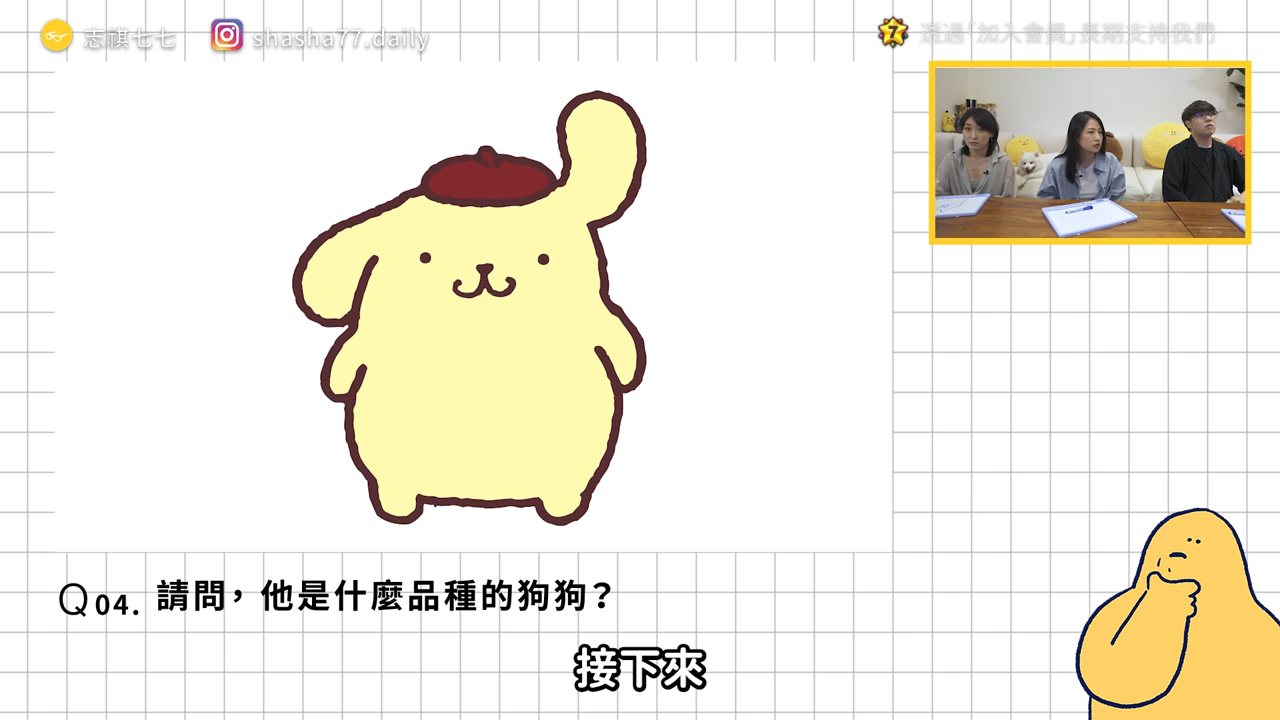 志祺七七
shasha77.daily
7
透過「加入會員」長期支持我們
Q04. 請問，他是什麼品種的狗狗？
接下來